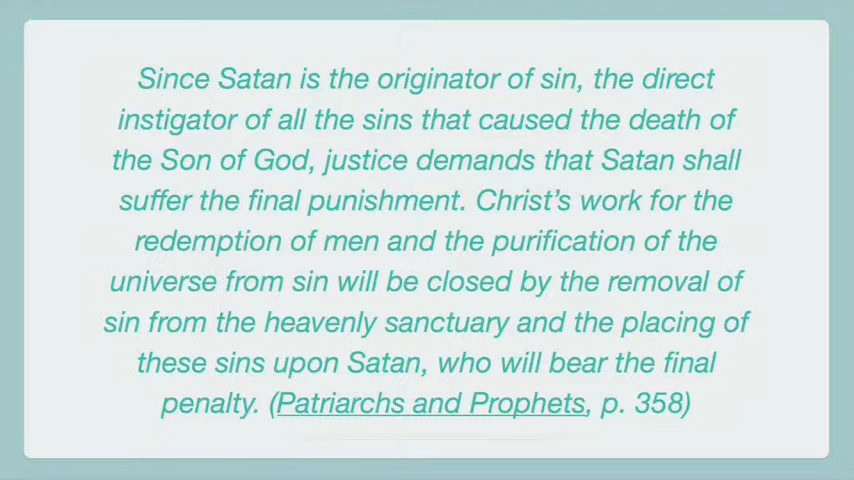 Since Satan is the originator of sin, the direct
instigator of all the sins that caused the death of
the Son of God, justice demands that Satan shall
suffer the final punishment. Christ’s work for the
redemption of men and the purification of the
universe from sin will be closed by the removal of
sin from the heavenly sanctuary and the placing of
these sins upon Satan, who will bear the final
penalty. (Patriarchs and Prophets, p. 358)